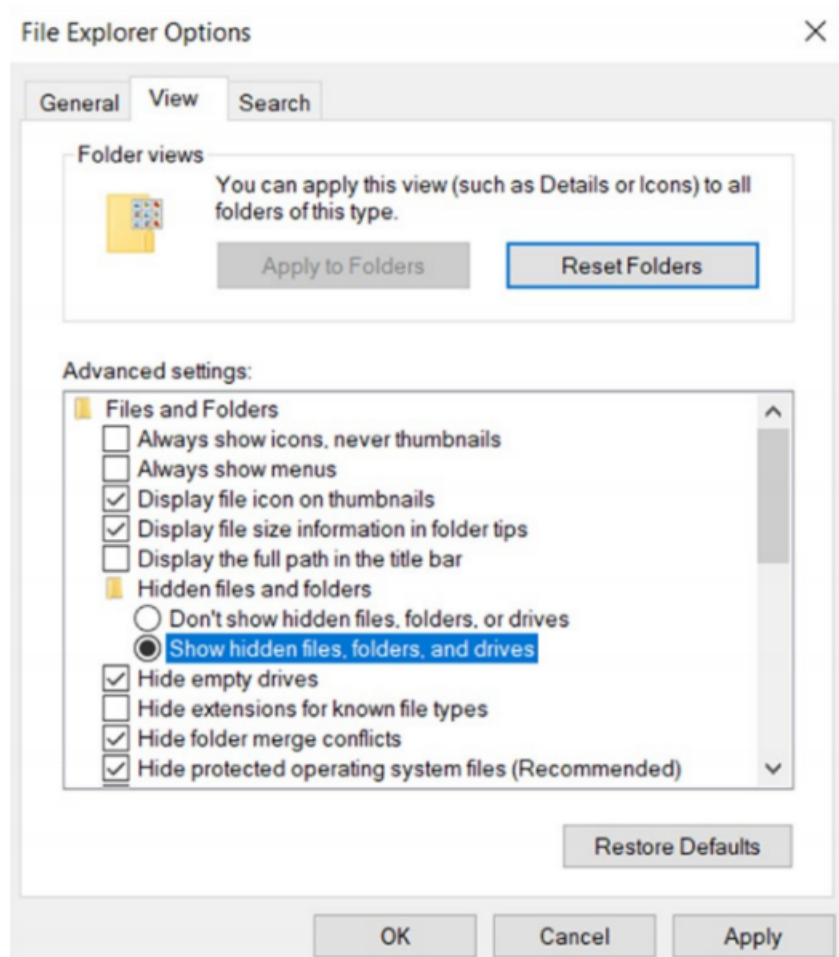 File Explorer Options
General
View
Search
Folder views
You can apply this view (such as Details or Icons) to all
folders of this type.
Apply to Folders
Reset Folders
Advanced settings:
Files and Folders
Always show icons, never thumbnails
Always show menus
Display file icon on thumbnails
Display file size information in folder tips
Display the full path in the title bar
Hidden files and folders
Don't show hidden files, folders, or drives
Show hidden files, folders, and drives
Hide empty drives
Hide extensions for known file types
Hide folder merge conflicts
Hide protected operating system files (Recommended)
Restore Defaults
OK
Cancel
Apply